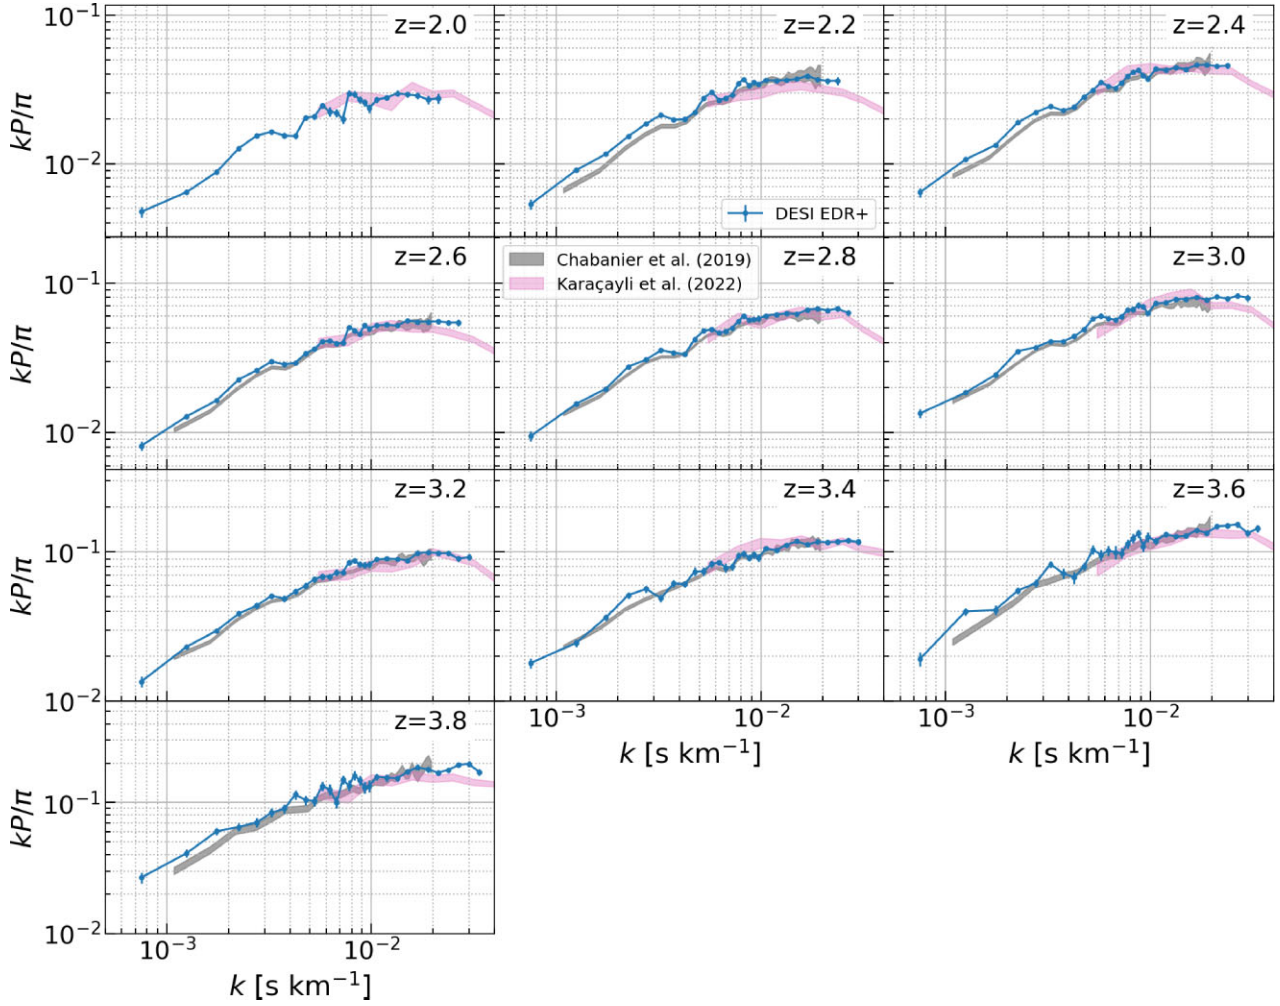 z=2.0
z=2.2
z=2.4
10⁻¹
10⁻²
kP/π
DESI EDR+
z=2.6
z=2.8
z=3.0
Chabanier et al. (2019)
Karaçaylı et al. (2022)
10⁻¹
10⁻²
kP/π
z=3.2
z=3.4
z=3.6
10⁻¹
10⁻²
kP/π
10⁻³
10⁻²
k [s km⁻¹]
10⁻³
10⁻²
k [s km⁻¹]
z=3.8
10⁻¹
10⁻²
kP/π
10⁻³
10⁻²
k [s km⁻¹]